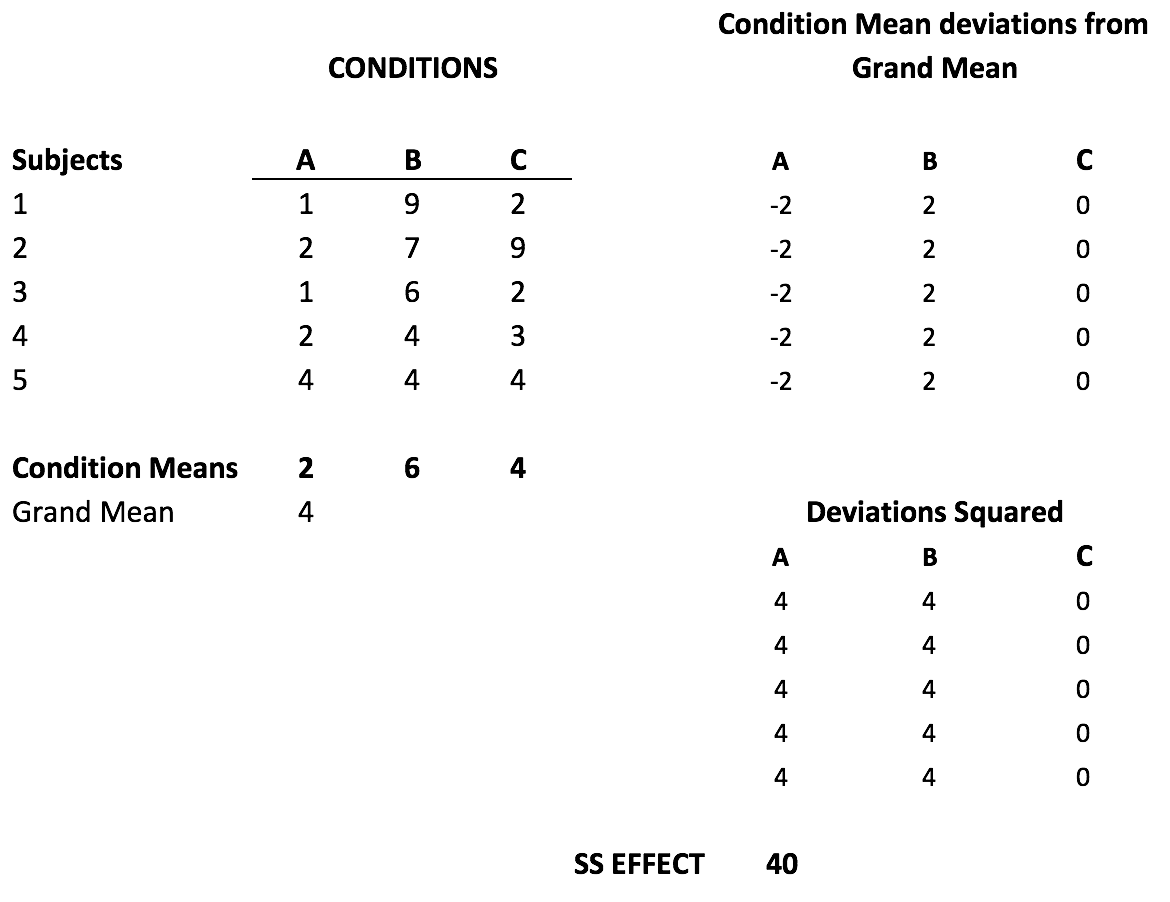 Condition Mean deviations from
CONDITIONS Grand Mean
Subjects A B C A B C
1 1 9 2 -2 2 0
2 2 7 9 -2 2 0
3 1 6 2 -2 2 0
4 2 4 3 -2 2 0
5 4 4 4 -2 2 0
Condition Means 2 6 4
Grand Mean 4 Deviations Squared
A B C
4 4 0
4 4 0
4 4 0
4 4 0
4 4 0
SS EFFECT 40